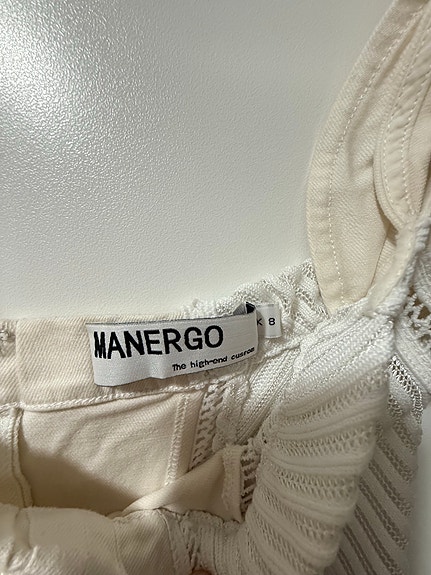 MANERGO
The high-end custom
K 8